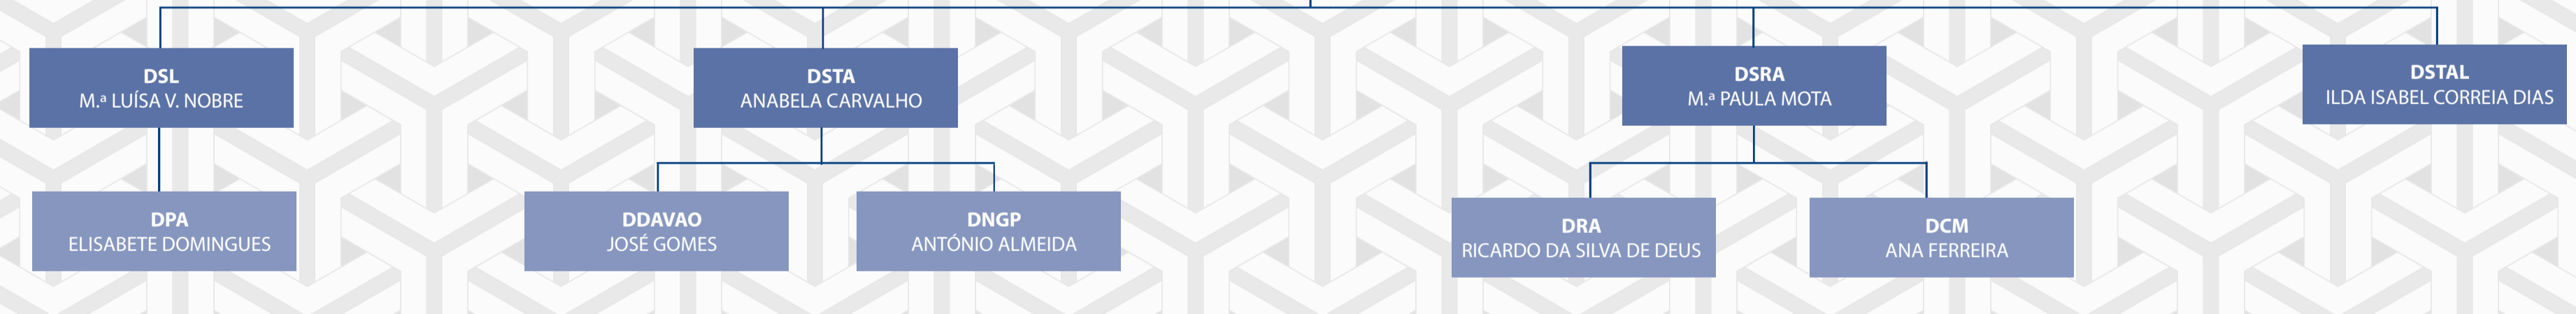 DSL
M.ª LUÍSA V. NOBRE
DSTA
ANABELA CARVALHO
DSRA
M.ª PAULA MOTA
DSTAL
ILDA ISABEL CORREIA DIAS
DPA
ELISABETE DOMINGUES
DDAVAO
JOSÉ GOMES
DNGP
ANTÓNIO ALMEIDA
DRA
RICARDO DA SILVA DE DEUS
DCM
ANA FERREIRA